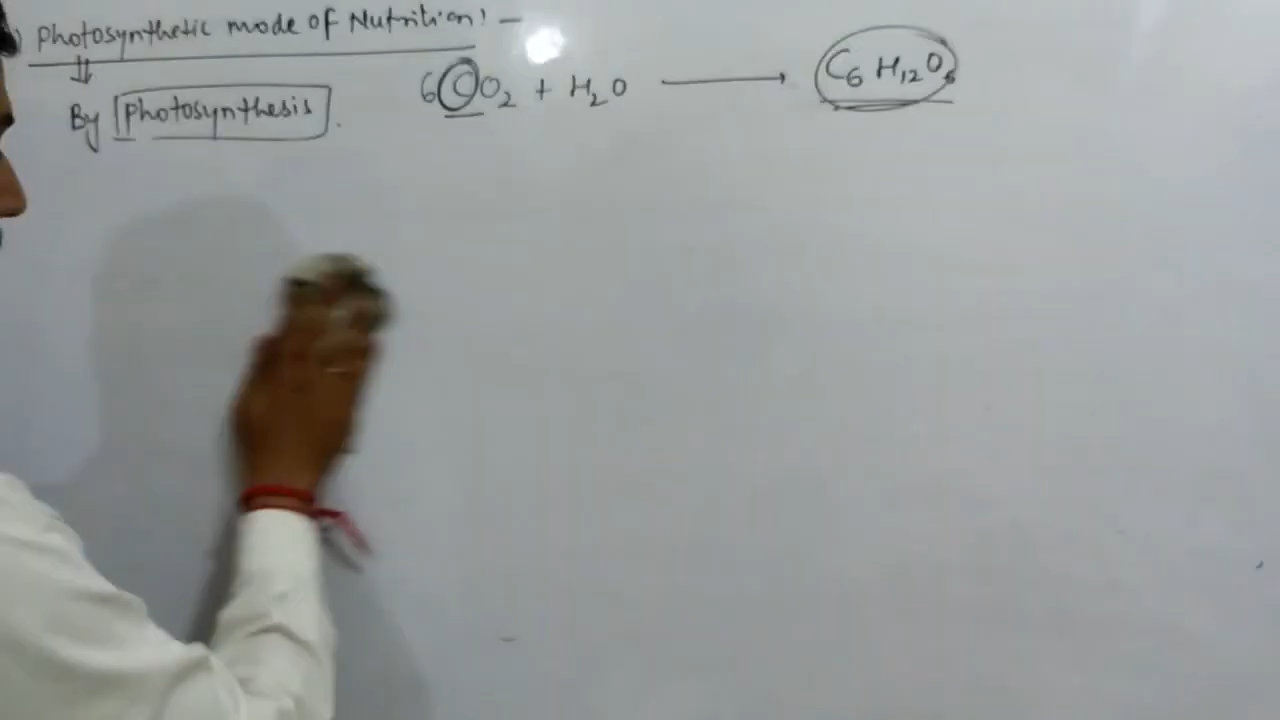 Photosynthetic mode of Nutrition:-
⇓
By Photosynthesis.
6CO₂ + H₂O ⟶ C₆H₁₂O₆